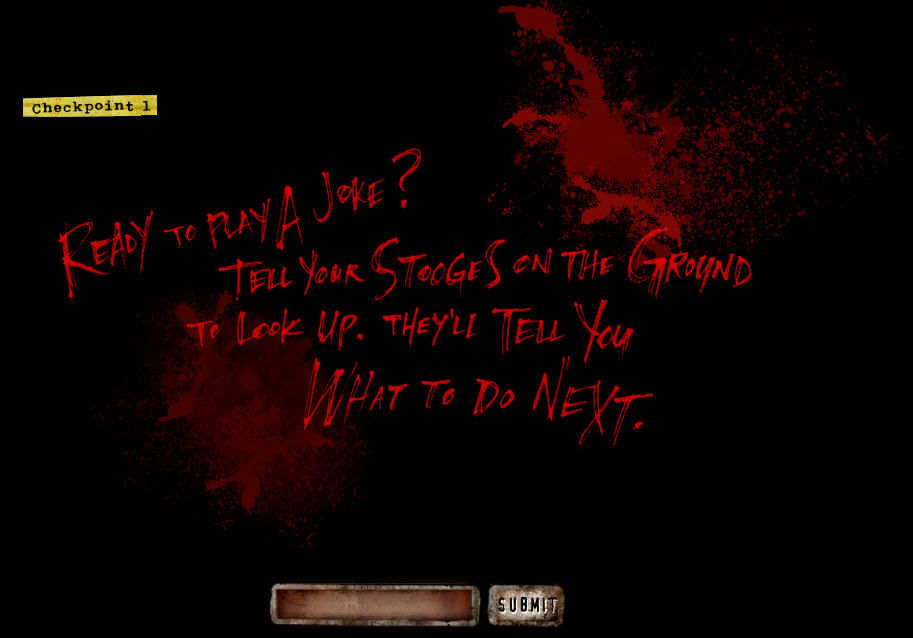 Checkpoint 1
READY TO PLAY A JOKE?
TELL YOUR STOOGES ON THE GROUND
TO LOOK UP. THEY'LL TELL YOU
WHAT TO DO NEXT.
SUBMIT